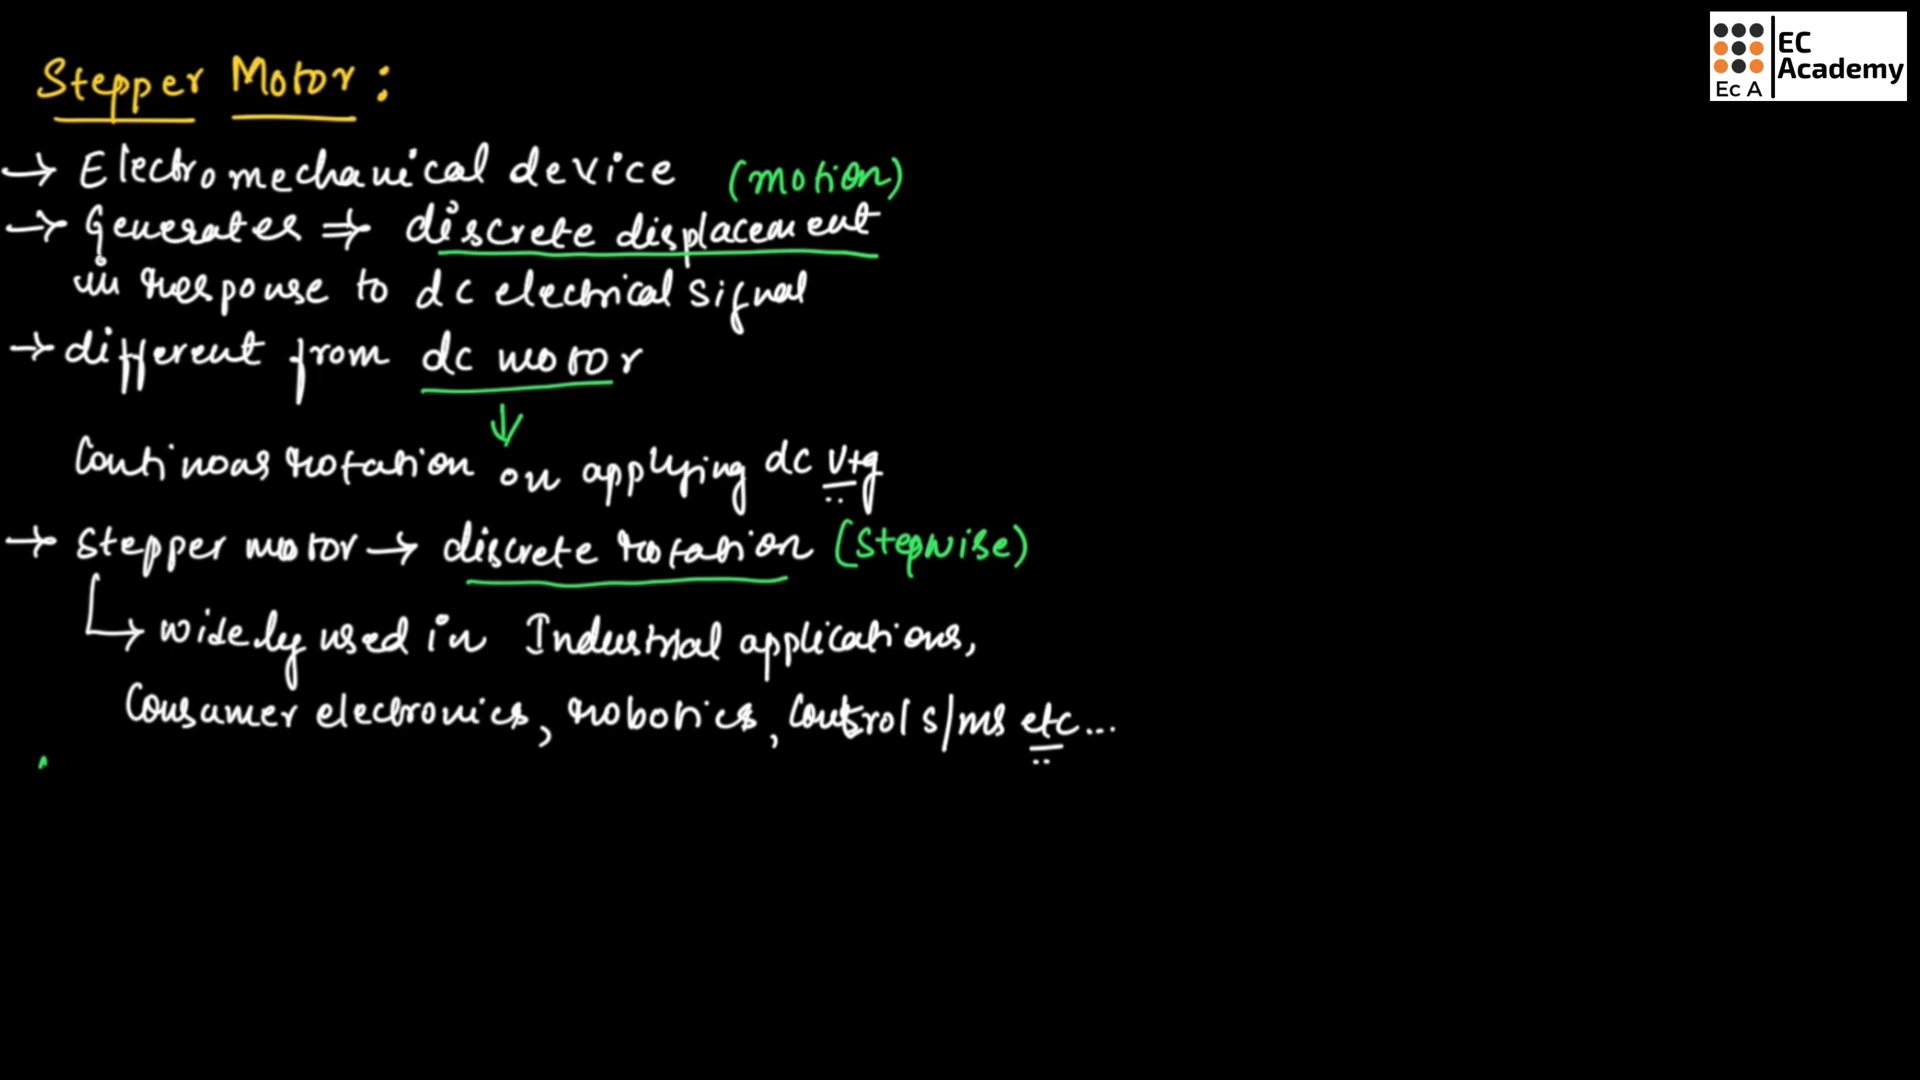 Stepper Motor :
→ Electromechanical device (motion)
→ Generates ⇒ discrete displacement
in response to dc electrical signal
→ different from dc motor
↓
Continoas rotation on applying dc vtg
→ Stepper motor → discrete rotation (Stepwise)
↳ widely used in Industrial applications,
Consumer electronics, robotics, Control s/ms etc...
EC
Academy
Ec A